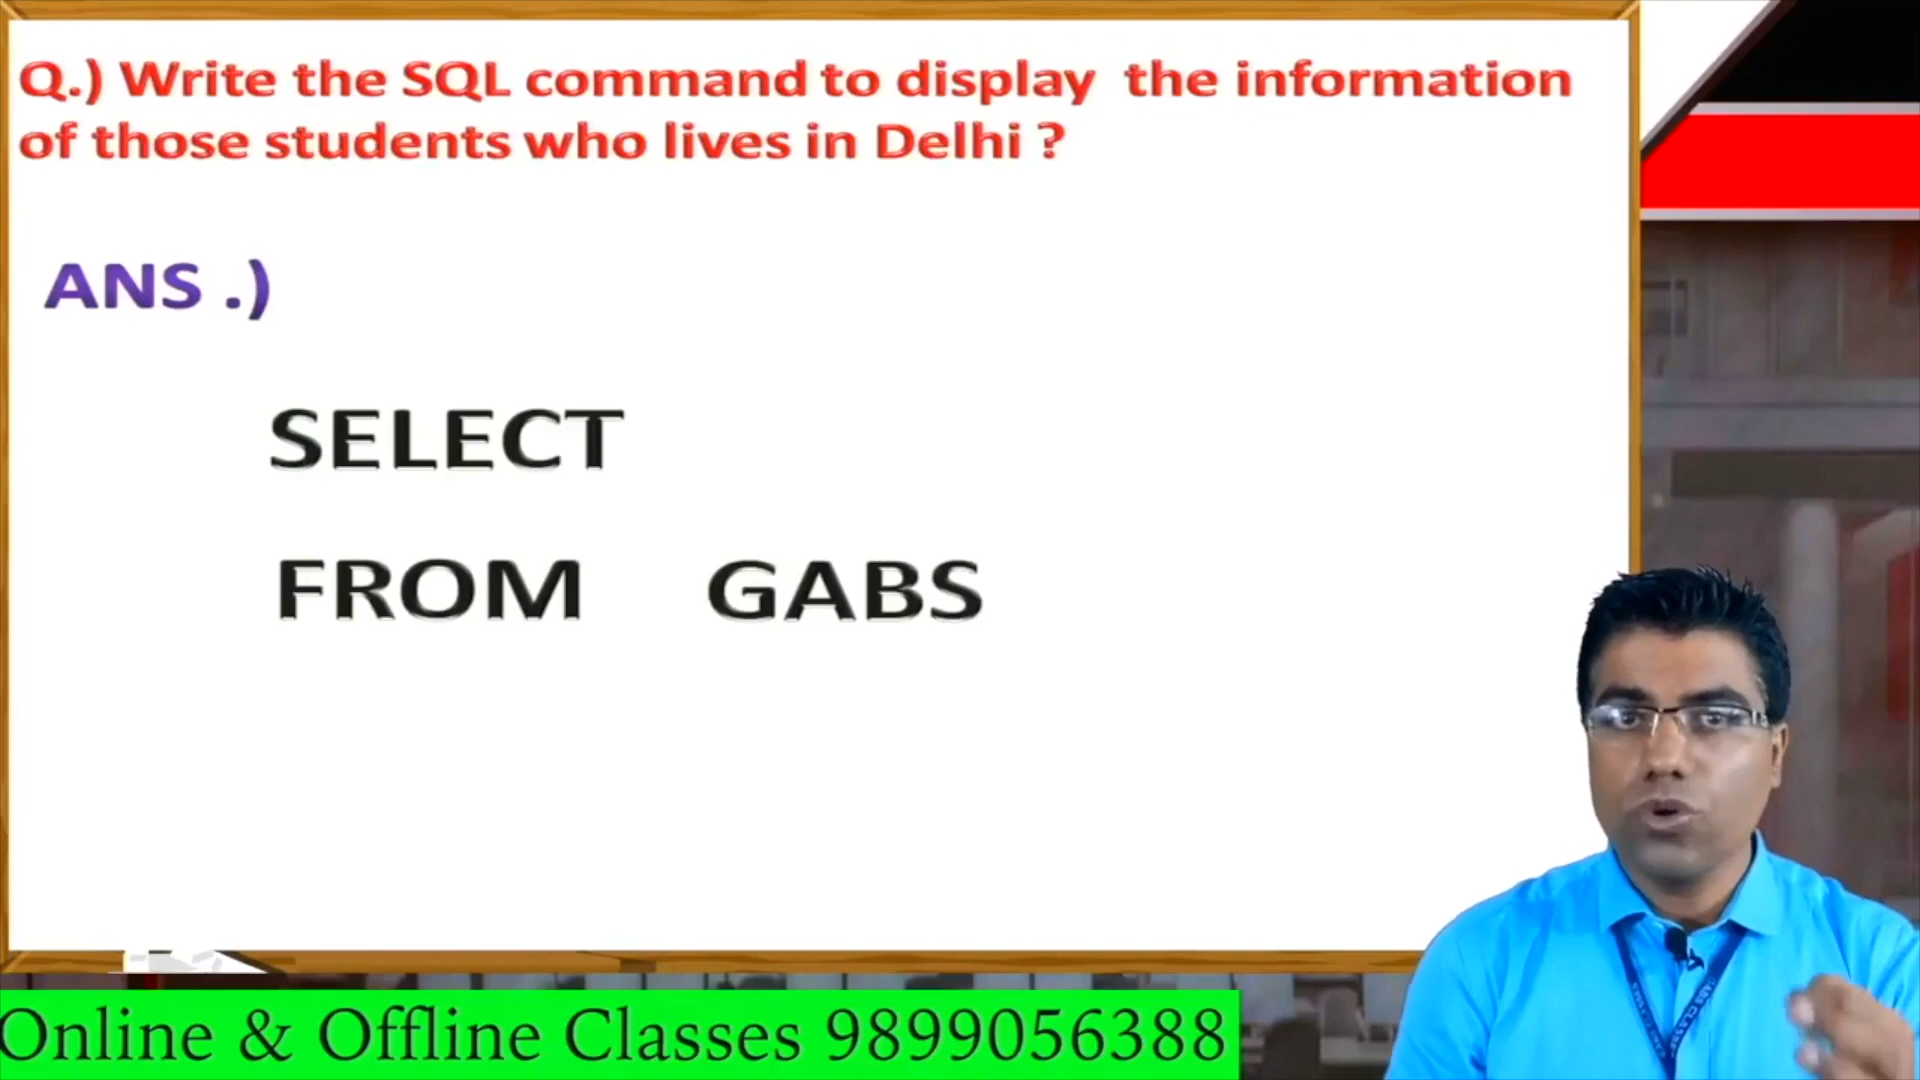 Q.) Write the SQL command to display the information
of those students who lives in Delhi ?
ANS .)
SELECT
FROM GABS
Online & Offline Classes 9899056388